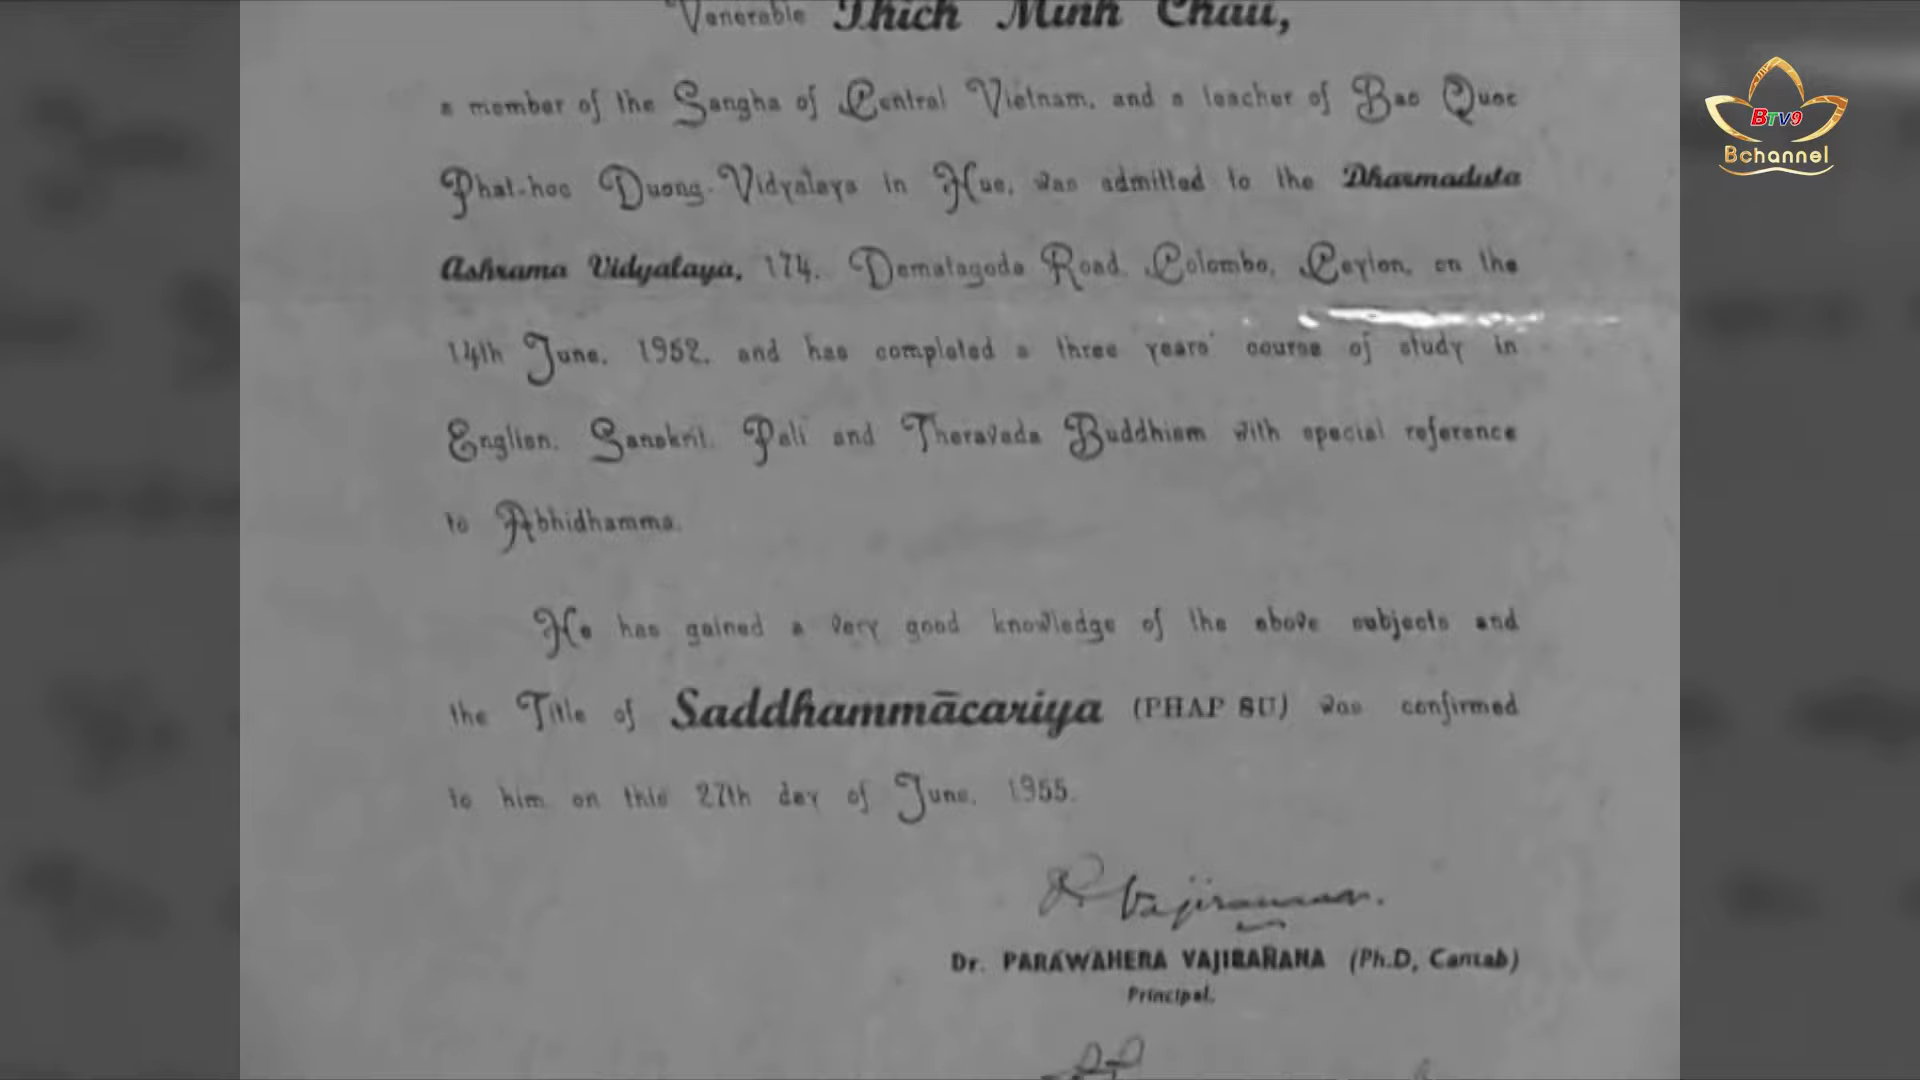 Venerable Thich Minh Chau,
a member of the Sangha of Central Vietnam, and a teacher of Bao Quoc
Phat-hoc Duong-Vidyalaya in Hue, was admitted to the Dharmaduta
Ashrama Vidyalaya, 174, Dematagoda Road, Colombo, Ceylon, on the
14th June, 1952, and has completed a three years' course of study in
English, Sanskrit, Pali and Theravada Buddhism with special reference
to Abhidhamma.
He has gained a very good knowledge of the above subjects and
the Title of Saddhammācariya (PHAP SU) was confirmed
to him on this 27th day of June, 1955.
Dr. PARAWAHERA VAJIRAÑANA (Ph.D, Cantab)
Principal.
BTV9
Bchannel